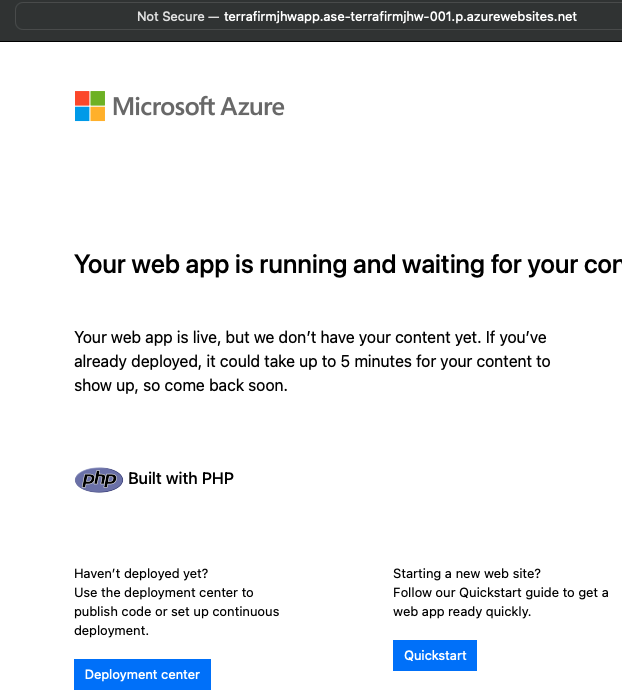 Not Secure — terrafirmjhwapp.ase-terrafirmjhw-001.p.azurewebsites.net
Microsoft Azure
Your web app is running and waiting for your con
Your web app is live, but we don’t have your content yet. If you’ve
already deployed, it could take up to 5 minutes for your content to
show up, so come back soon.
php Built with PHP
Haven’t deployed yet?
Use the deployment center to
publish code or set up continuous
deployment.
Deployment center
Starting a new web site?
Follow our Quickstart guide to get a
web app ready quickly.
Quickstart